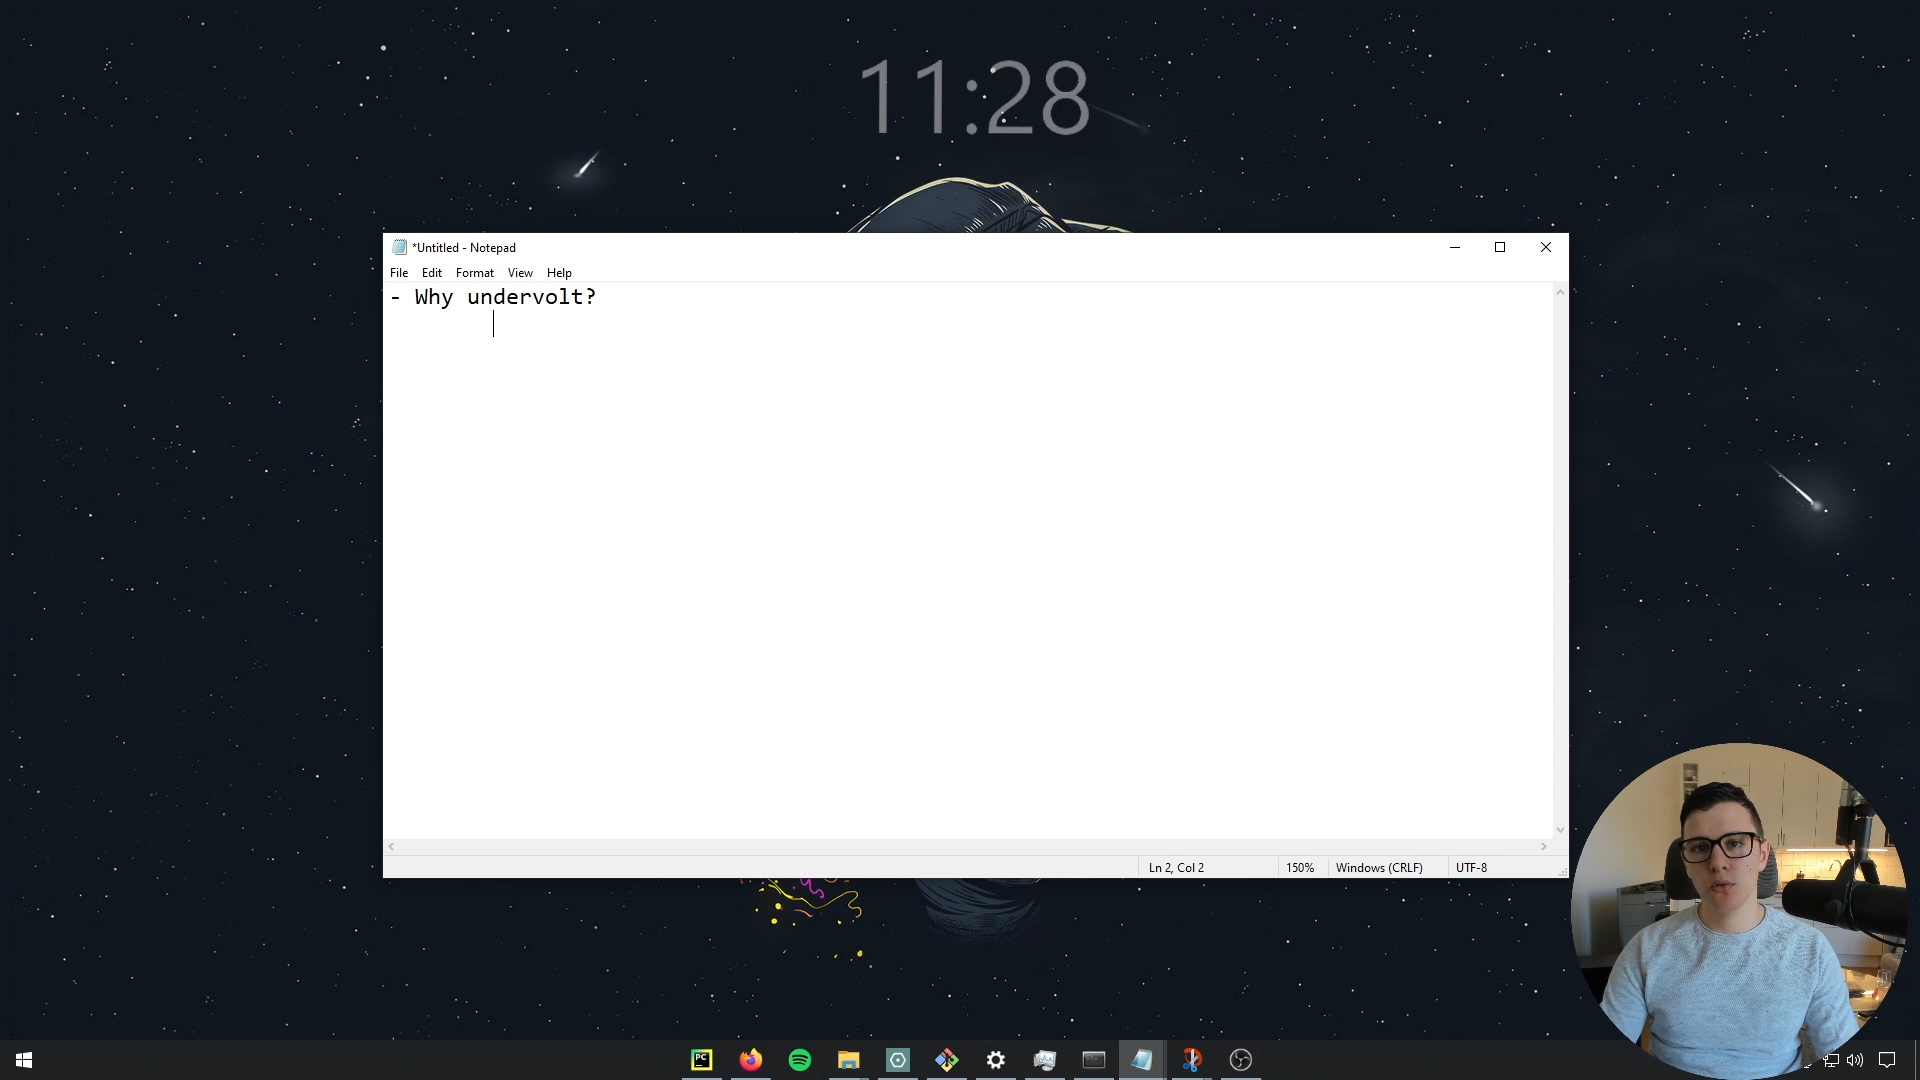 11:28
*Untitled - Notepad
File Edit Format View Help
- Why undervolt?
Ln 2, Col 2 150% Windows (CRLF) UTF-8
PC